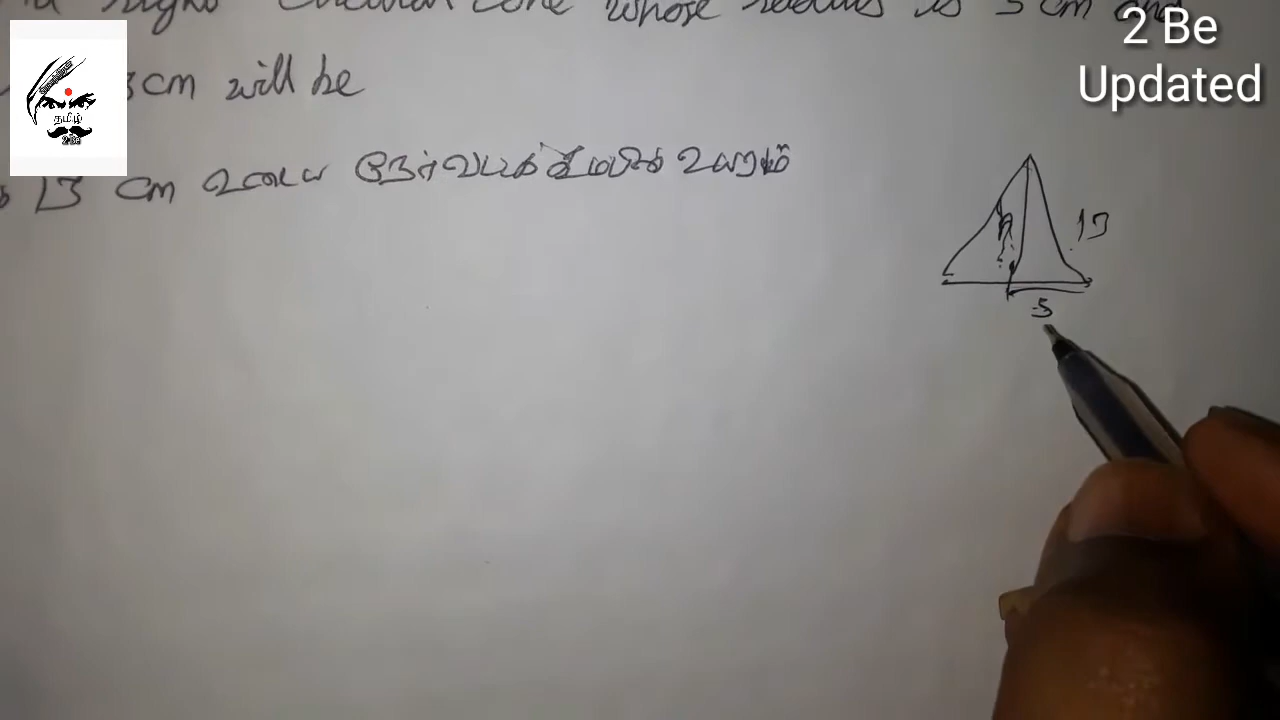 right circular cone whose radius is 5 cm and
3 cm will be
13 cm உடைய நேர்வட்டக் கூம்பின் உயரம்
h
?
13
5
2 Be
Updated
தமிழ்